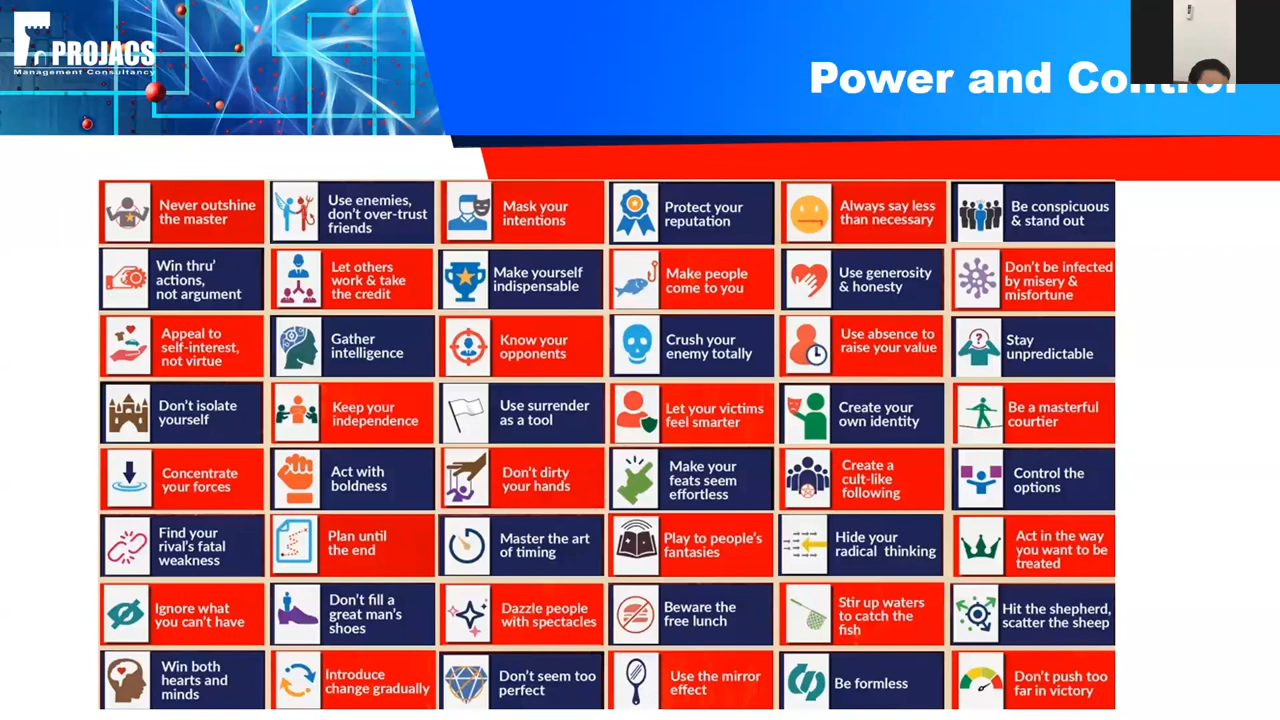 PROJACS
Management Consultancy
Power and Control
Never outshine
the master
Use enemies,
don't over-trust
friends
Mask your
intentions
Protect your
reputation
Always say less
than necessary
Be conspicuous
& stand out
Win thru'
actions,
not argument
Let others
work & take
the credit
Make yourself
indispensable
Make people
come to you
Use generosity
& honesty
Don't be infected
by misery &
misfortune
Appeal to
self-interest,
not virtue
Gather
intelligence
Know your
opponents
Crush your
enemy totally
Use absence to
raise your value
Stay
unpredictable
Don't isolate
yourself
Keep your
independence
Use surrender
as a tool
Let your victims
feel smarter
Create your
own identity
Be a masterful
courtier
Concentrate
your forces
Act with
boldness
Don't dirty
your hands
Make your
feats seem
effortless
Create a
cult-like
following
Control the
options
Find your
rival's fatal
weakness
Plan until
the end
Master the art
of timing
Play to people's
fantasies
Hide your
radical thinking
Act in the way
you want to be
treated
Ignore what
you can't have
Don't fill a
great man's
shoes
Dazzle people
with spectacles
Beware the
free lunch
Stir up waters
to catch the
fish
Hit the shepherd,
scatter the sheep
Win both
hearts and
minds
Introduce
change gradually
Don't seem too
perfect
Use the mirror
effect
Be formless
Don't push too
far in victory